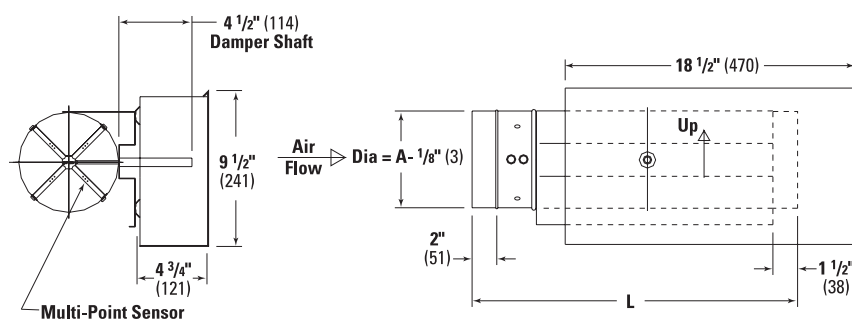 4 1/2" (114)
Damper Shaft
9 1/2"
(241)
4 3/4"
(121)
Multi-Point Sensor
Air
Flow
Dia = A- 1/8" (3)
18 1/2" (470)
Up
2"
(51)
1 1/2"
(38)
L